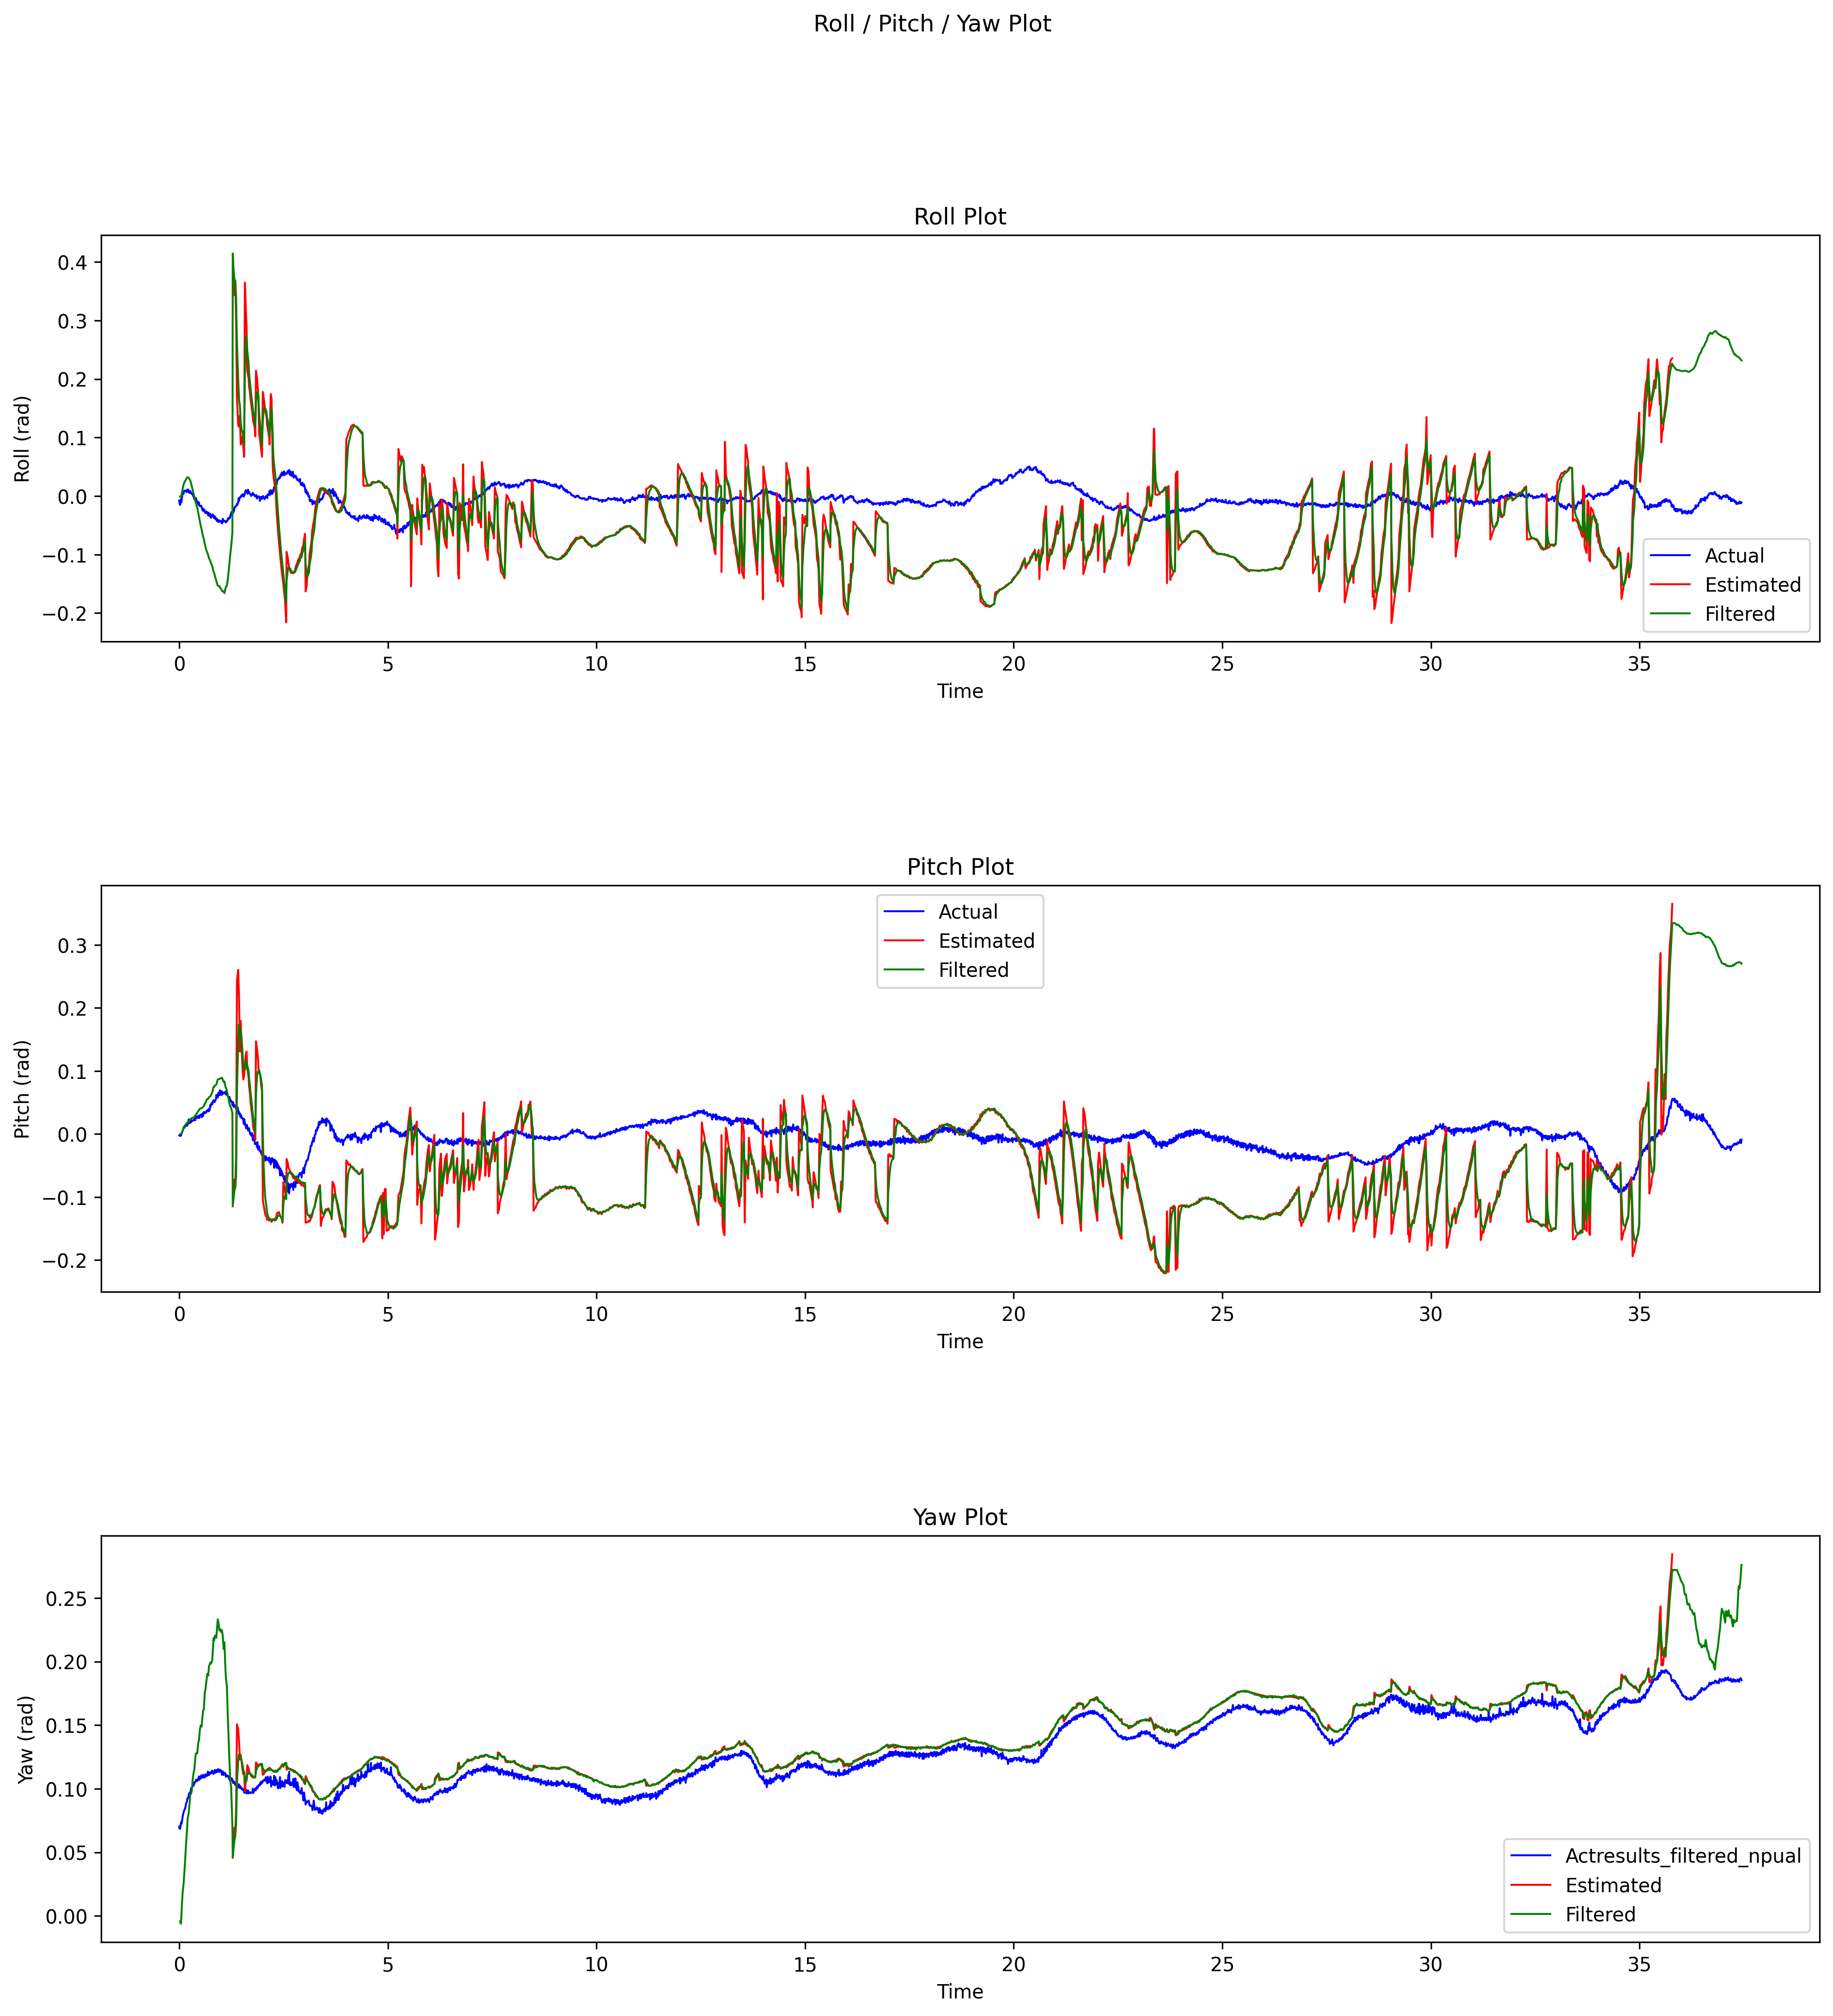 Roll / Pitch / Yaw Plot
Roll Plot
Roll (rad)
0.4
0.3
0.2
0.1
0.0
−0.1
−0.2
Actual
Estimated
Filtered
0 5 10 15 20 25 30 35
Time
Pitch Plot
Pitch (rad)
0.3
0.2
0.1
0.0
−0.1
−0.2
Actual
Estimated
Filtered
0 5 10 15 20 25 30 35
Time
Yaw Plot
Yaw (rad)
0.25
0.20
0.15
0.10
0.05
0.00
Actresults_filtered_npual
Estimated
Filtered
0 5 10 15 20 25 30 35
Time